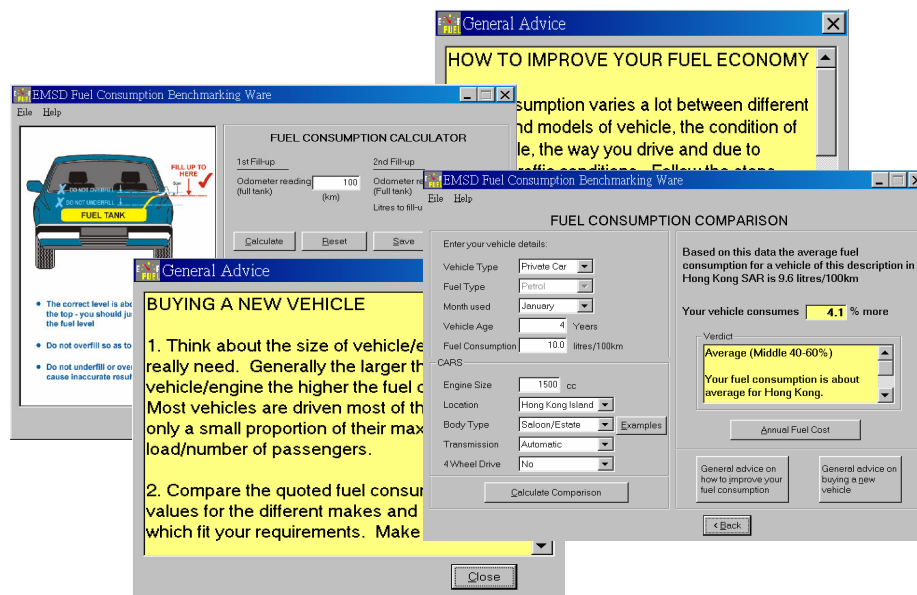 General Advice
HOW TO IMPROVE YOUR FUEL ECONOMY
sumption varies a lot between different
nd models of vehicle, the condition of
le, the way you drive and due to
EMSD Fuel Consumption Benchmarking Ware
File Help
FILL UP TO
HERE
5cm
DO NOT OVERFILL
DO NOT UNDERFILL
FUEL TANK
The correct level is abo
the top - you should jus
the fuel level
Do not overfill so as to
Do not underfill or over
cause inaccurate resul
FUEL CONSUMPTION CALCULATOR
1st Fill-up
2nd Fill-up
Odometer reading
(full tank)
100
(km)
Odometer re
(Full tank)
Litres to fill-u
Calculate
Reset
Save
General Advice
BUYING A NEW VEHICLE
1. Think about the size of vehicle/e
really need. Generally the larger th
vehicle/engine the higher the fuel c
Most vehicles are driven most of th
only a small proportion of their max
load/number of passengers.
2. Compare the quoted fuel consur
values for the different makes and
which fit your requirements. Make
Close
EMSD Fuel Consumption Benchmarking Ware
File Help
FUEL CONSUMPTION COMPARISON
Enter your vehicle details:
Vehicle Type Private Car
Fuel Type Petrol
Month used January
Vehicle Age 4 Years
Fuel Consumption 10.0 litres/100km
CARS
Engine Size 1500 cc
Location Hong Kong Island
Body Type Saloon/Estate Examples
Transmission Automatic
4 Wheel Drive No
Calculate Comparison
Based on this data the average fuel
consumption for a vehicle of this description in
Hong Kong SAR is 9.6 litres/100km
Your vehicle consumes 4.1 % more
Verdict
Average (Middle 40-60%)
Your fuel consumption is about
average for Hong Kong.
Annual Fuel Cost
General advice on
how to improve your
fuel consumption
General advice on
buying a new
vehicle
< Back